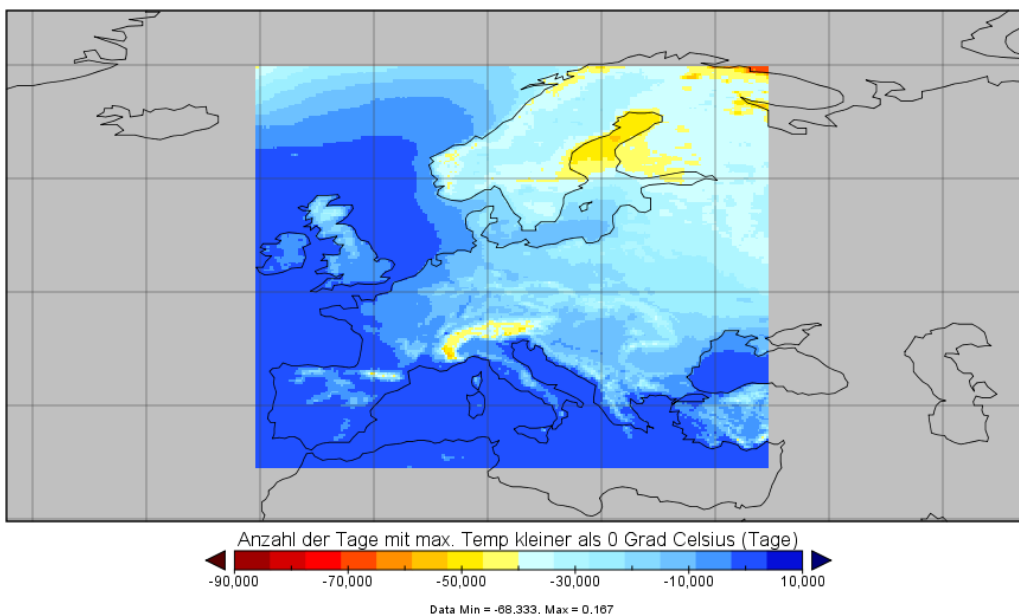 Anzahl der Tage mit max. Temp kleiner als 0 Grad Celsius (Tage)
-90,000 -70,000 -50,000 -30,000 -10,000 10,000
Data Min = -68,333, Max = 0,167